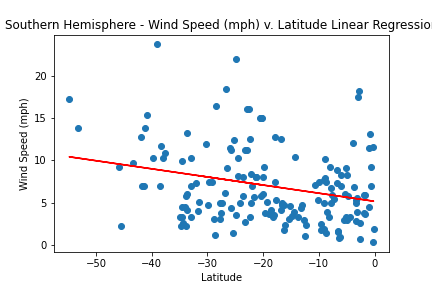 Southern Hemisphere - Wind Speed (mph) v. Latitude Linear Regressio
Wind Speed (mph)
20
15
10
5
0
−50 −40 −30 −20 −10 0
Latitude